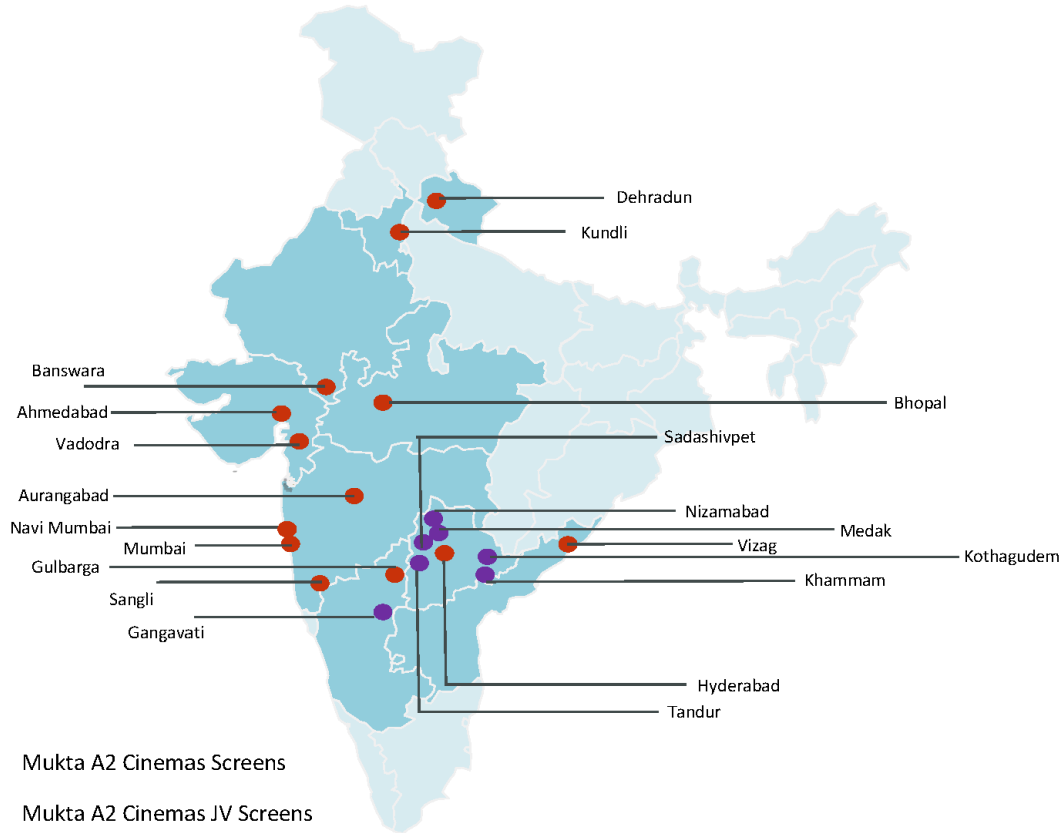 Dehradun
Kundli
Banswara
Ahmedabad
Bhopal
Vadodra
Sadashivpet
Aurangabad
Nizamabad
Navi Mumbai
Medak
Mumbai
Vizag
Kothagudem
Gulbarga
Khammam
Sangli
Gangavati
Hyderabad
Tandur
Mukta A2 Cinemas Screens
Mukta A2 Cinemas JV Screens